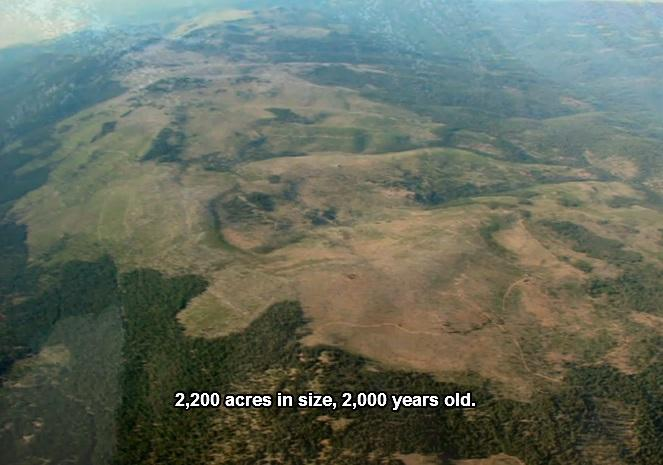 2,200 acres in size, 2,000 years old.